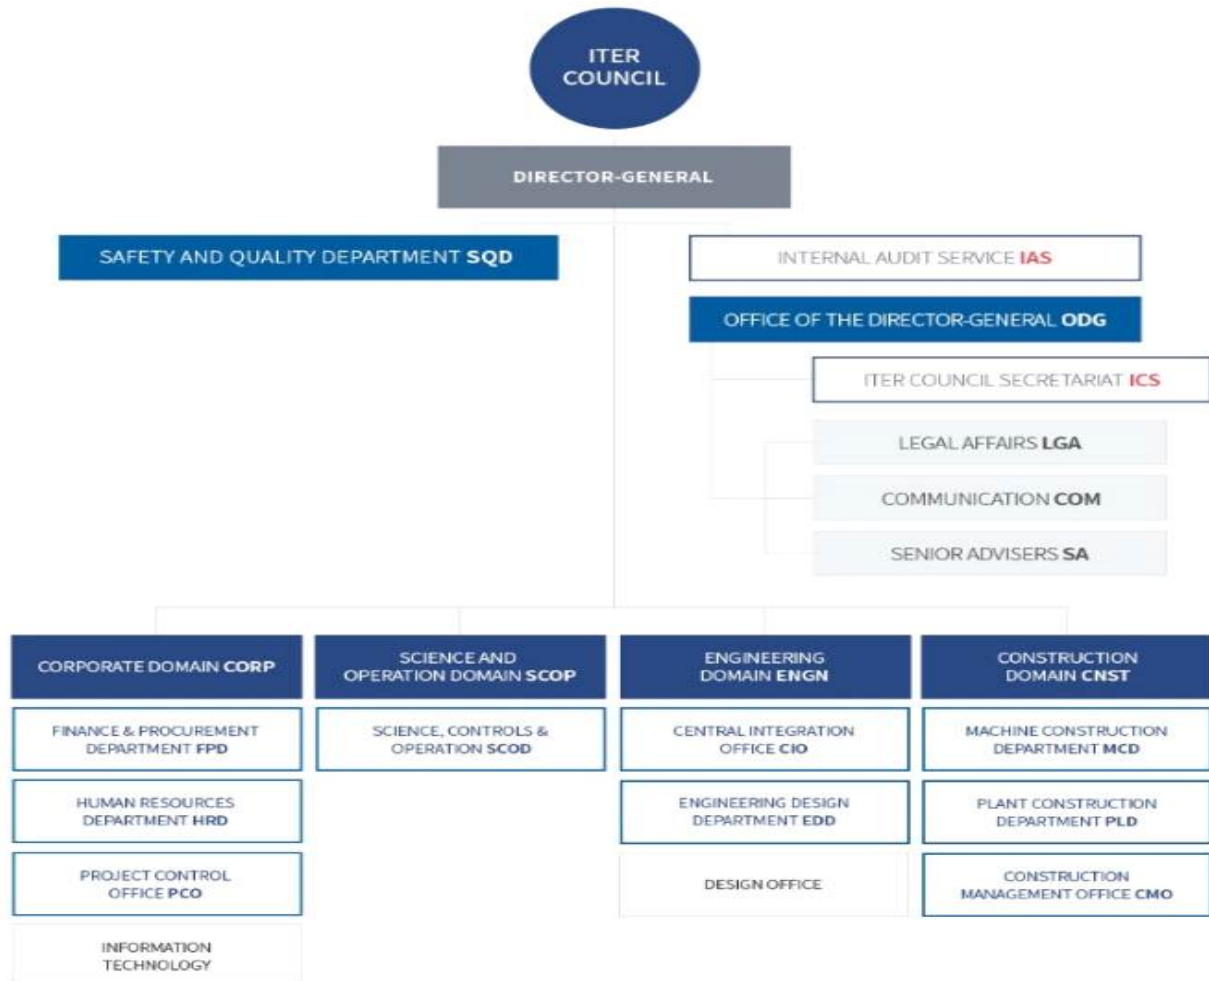 ITER
COUNCIL
DIRECTOR-GENERAL
SAFETY AND QUALITY DEPARTMENT SQD
INTERNAL AUDIT SERVICE IAS
OFFICE OF THE DIRECTOR-GENERAL ODG
ITER COUNCIL SECRETARIAT ICS
LEGAL AFFAIRS LGA
COMMUNICATION COM
SENIOR ADVISERS SA
CORPORATE DOMAIN CORP
FINANCE & PROCUREMENT
DEPARTMENT FPD
HUMAN RESOURCES
DEPARTMENT HRD
PROJECT CONTROL
OFFICE PCO
INFORMATION
TECHNOLOGY
SCIENCE AND
OPERATION DOMAIN SCOP
SCIENCE, CONTROLS &
OPERATION SCOD
ENGINEERING
DOMAIN ENGN
CENTRAL INTEGRATION
OFFICE CIO
ENGINEERING DESIGN
DEPARTMENT EDD
DESIGN OFFICE
CONSTRUCTION
DOMAIN CNST
MACHINE CONSTRUCTION
DEPARTMENT MCD
PLANT CONSTRUCTION
DEPARTMENT PLD
CONSTRUCTION
MANAGEMENT OFFICE CMO